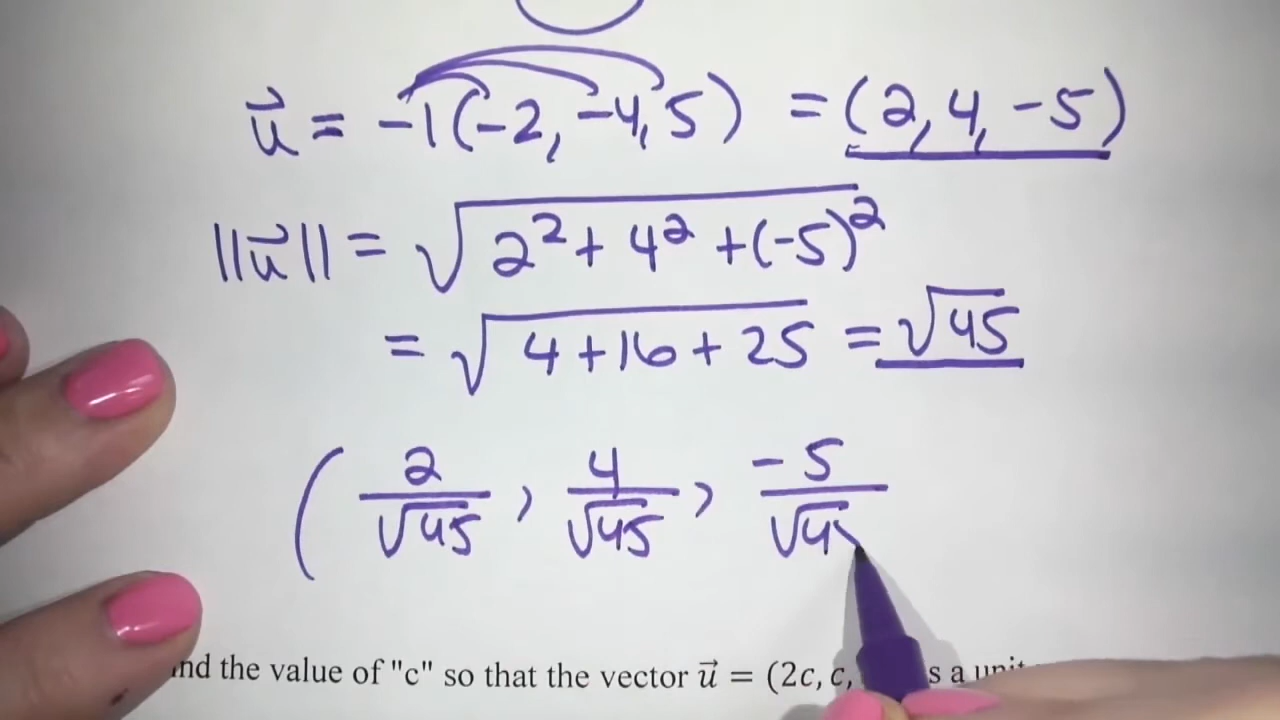 u⃗ = -1(-2, -4, 5) = (2, 4, -5)
||u⃗|| = √(2² + 4² + (-5)²)
= √(4 + 16 + 25) = √45
(2/√45, 4/√45, -5/√4
nd the value of "c" so that the vector u⃗ = (2c, c, s a unit